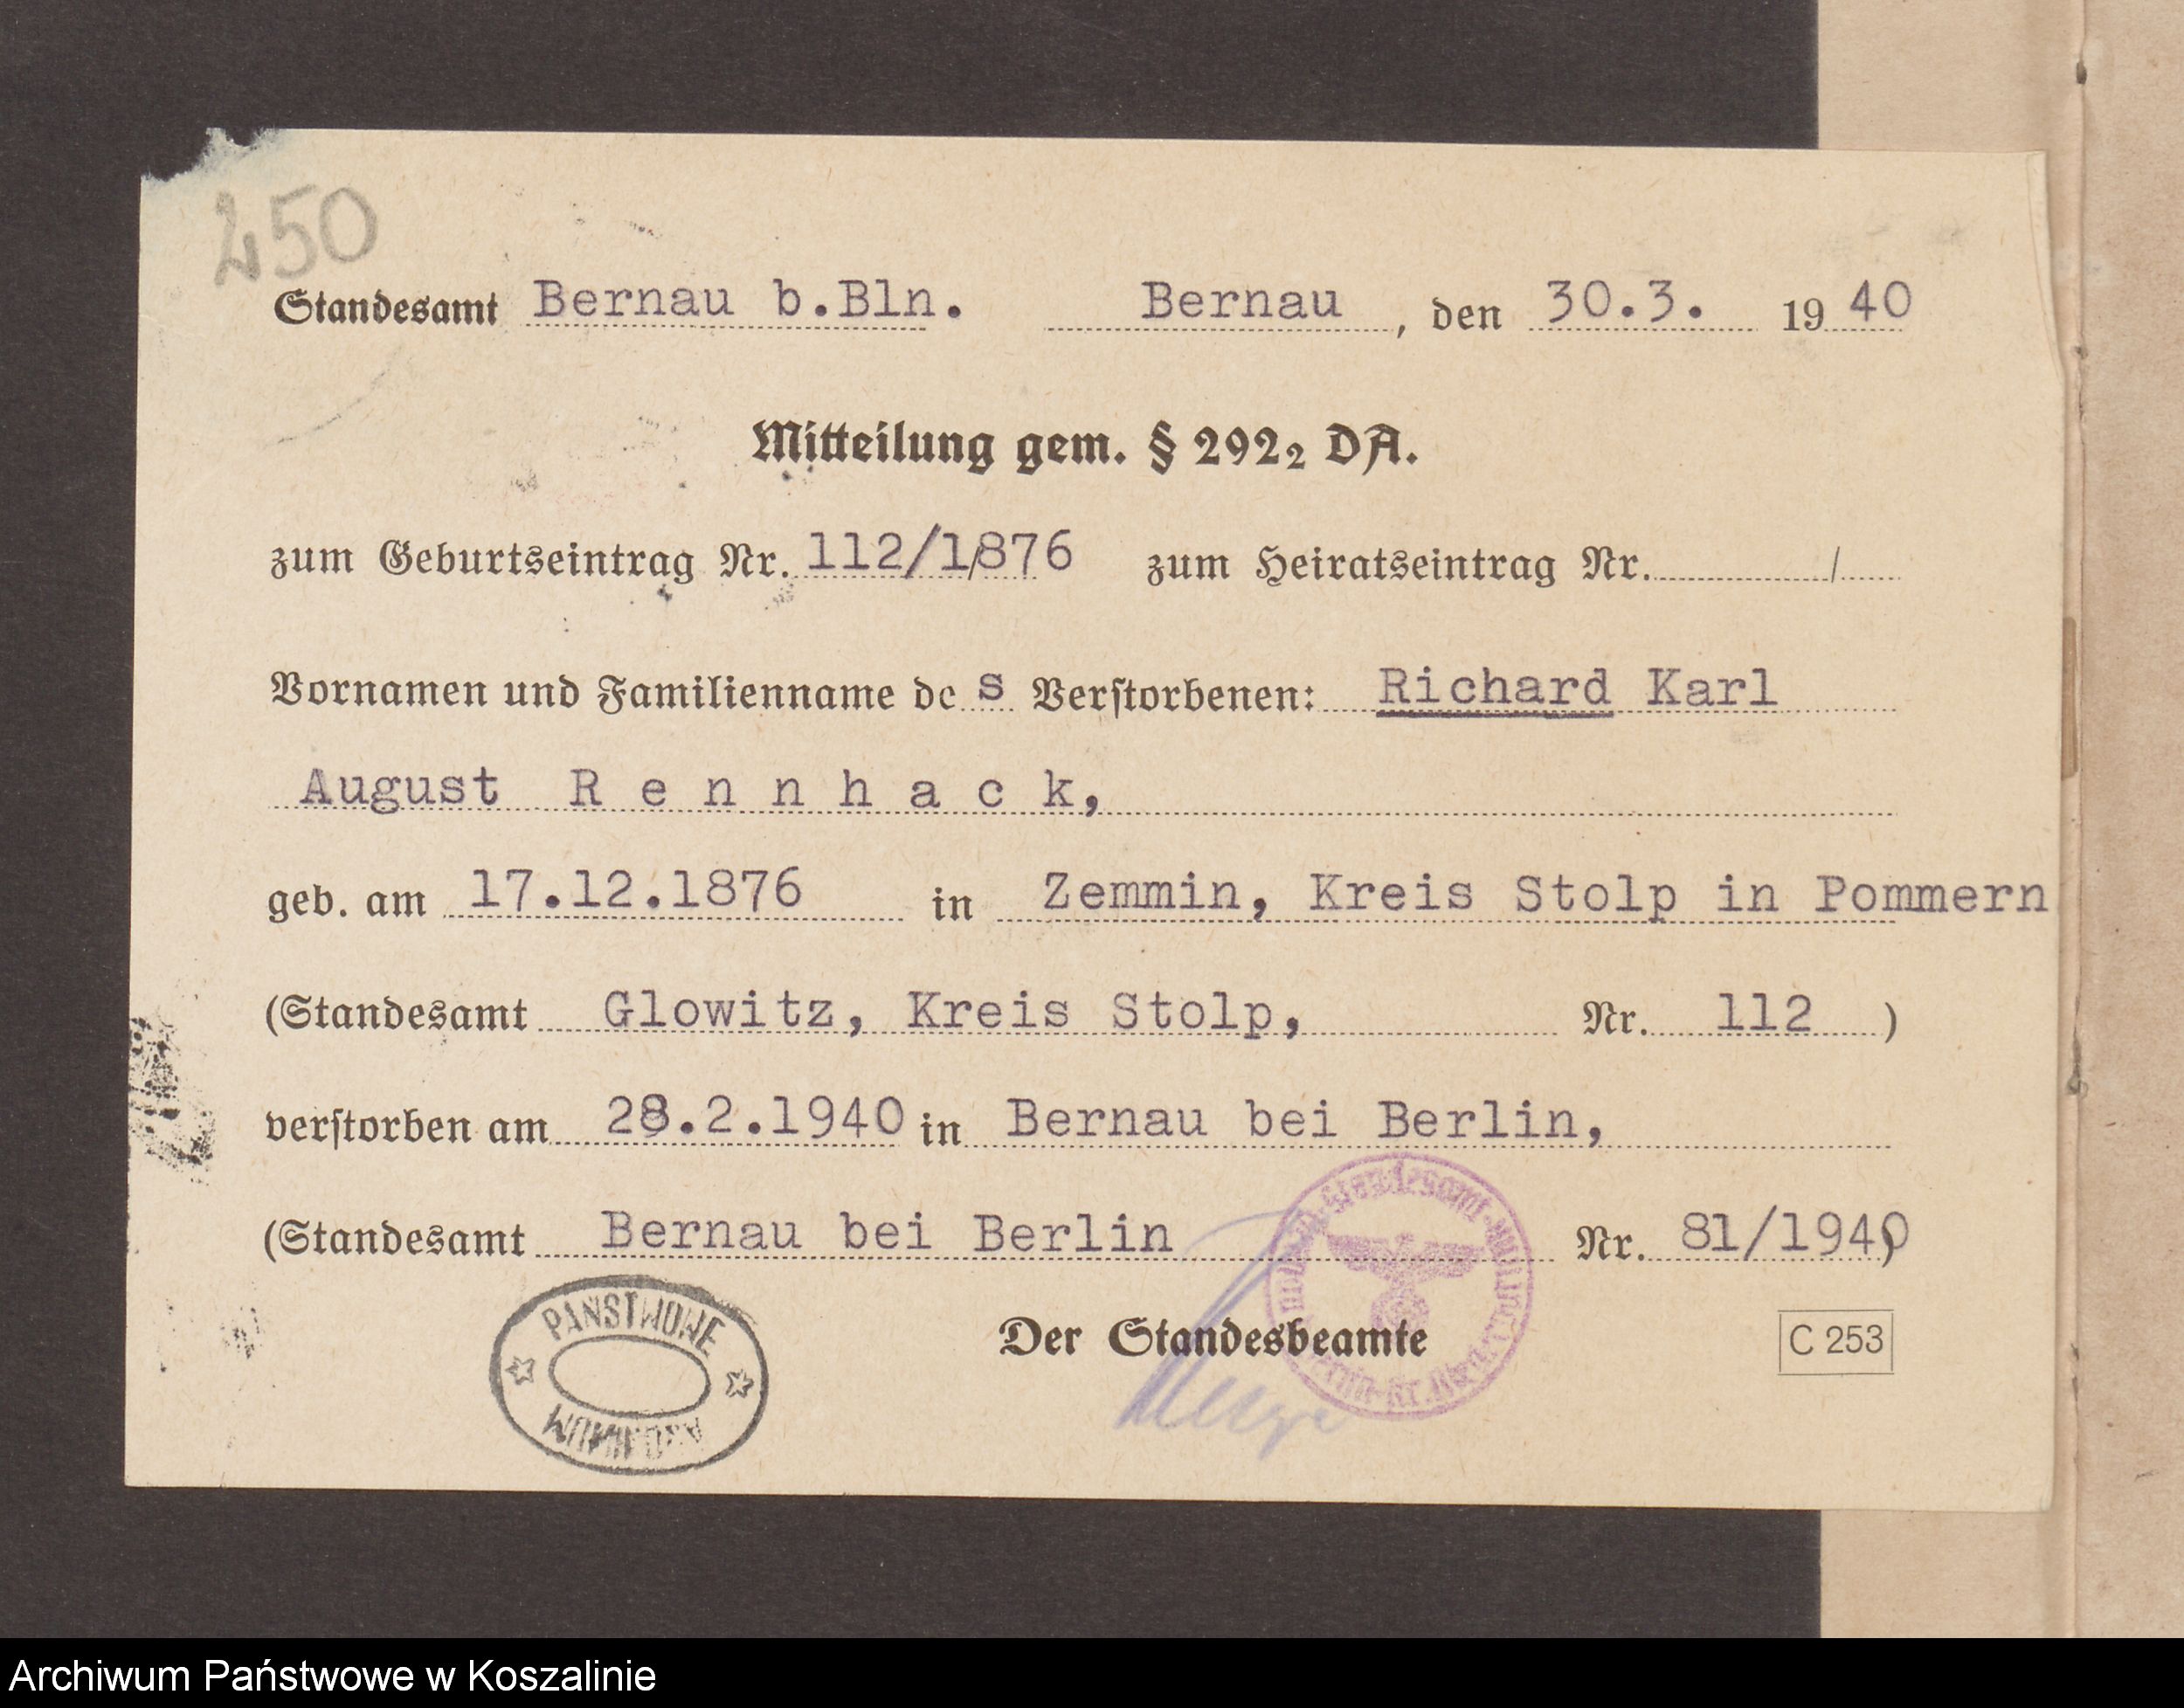 250
Standesamt Bernau b.Bln. Bernau, den 30.3. 1940
Mitteilung gem. § 292₂ DA.
zum Geburtseintrag Nr. 112/1/876 zum Heiratseintrag Nr. /
Vornamen und Familienname des Verstorbenen: Richard Karl
August R e n n h a c k,
geb. am 17.12.1876 in Zemmin, Kreis Stolp in Pommern
(Standesamt Glowitz, Kreis Stolp, Nr. 112 )
verstorben am 28.2.1940 in Bernau bei Berlin,
(Standesamt Bernau bei Berlin Nr. 81/1940)
Der Standesbeamte
C 253
PAŃSTWOWE
ARCHIWUM
Archiwum Państwowe w Koszalinie